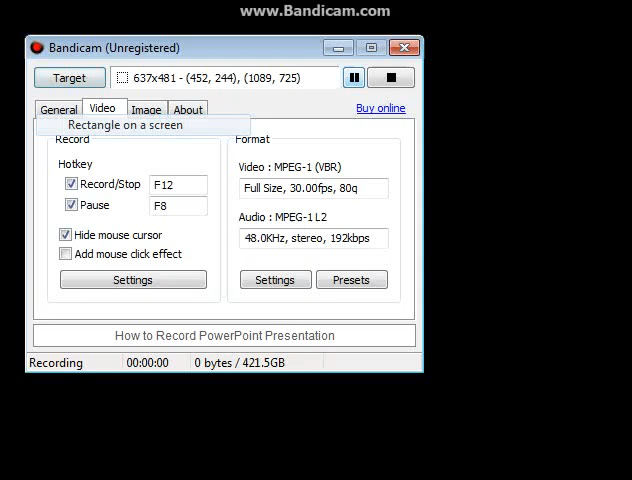 www.Bandicam.com
Bandicam (Unregistered)
Target
637x481 - (452, 244), (1089, 725)
General Video Image About
Buy online
Rectangle on a screen
Record
Hotkey
Record/Stop F12
Pause F8
Hide mouse cursor
Add mouse click effect
Settings
Format
Video : MPEG-1 (VBR)
Full Size, 30.00fps, 80q
Audio : MPEG-1 L2
48.0KHz, stereo, 192kbps
Settings Presets
How to Record PowerPoint Presentation
Recording 00:00:00 0 bytes / 421.5GB